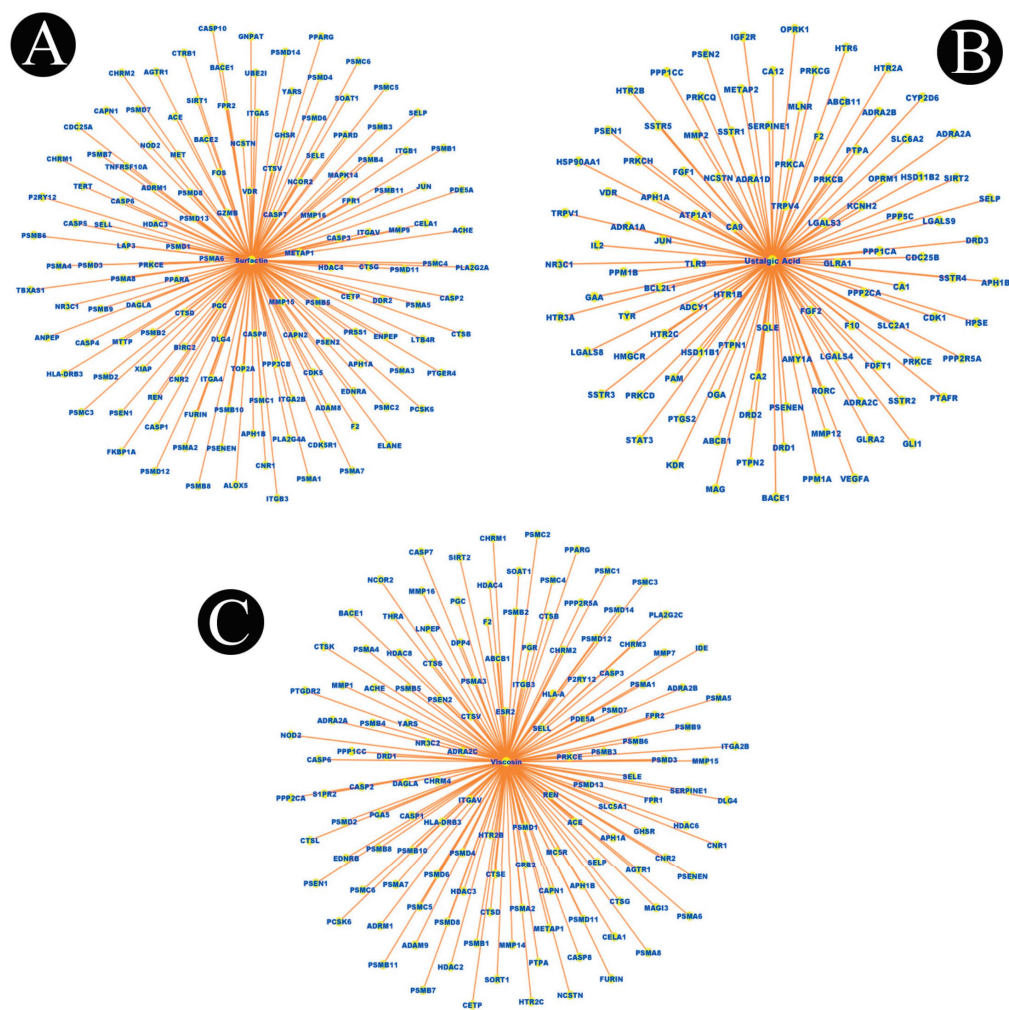 A
CASP10
GNPAT
PPARG
CTRB1
PSMD14
PSMC6
CHRM2
AGTR1
BACE1
UBE2I
PSMD4
YARS
SOAT1
PSMC5
CAPN1
PSMD7
SIRT1
FPR2
ITGA5
PSMD6
SELP
ACE
GHSR
PPARD
PSMB3
CDC25A
NOD2
BACE2
NCSTN
ITGB1
PSMB1
PSMB7
MET
SELE
PSMB4
CHRM1
TNFRSF10A
FOS
CTSV
MAPK14
TERT
ADRM1
PSMD8
VDR
NCOR2
PSMB11
JUN
PDE5A
P2RY12
CASP6
GZMB
CASP7
MMP16
FPR1
CASP5
SELL
HDAC3
PSMD13
CELA1
PSMB6
CASP3
ITGAV
MMP9
ACHE
LAP3
PSMD1
METAP1
PSMA6
Surfactin
PSMA4
PSMD3
PRKCE
HDAC4
CTSG
PSMD11
PSMC4
PLA2G2A
TBXAS1
PSMA8
PPARA
NR3C1
PSMB9
DAGLA
CTSD
PGC
MMP15
PSMB5
CETP
DDR2
PSMA5
CASP2
ANPEP
CASP4
MTTP
PSMB2
DLG4
CASP8
CAPN2
PRSS1
ENPEP
LTB4R
CTSB
BIRC2
PSEN2
HLA-DRB3
PSMD2
XIAP
CNR2
ITGA4
TOP2A
PPP3CB
CDK5
APH1A
PSMA3
PTGER4
PSMC3
PSEN1
REN
FURIN
PSMB10
PSMC1
ITGA2B
ADAM8
EDNRA
PSMC2
PCSK6
CASP1
F2
FKBP1A
PSMA2
PSENEN
APH1B
PLA2G4A
CDK5R1
ELANE
PSMD12
CNR1
PSMA7
PSMB8
ALOX5
PSMA1
ITGB3
B
OPRK1
IGF2R
PSEN2
HTR6
PPP1CC
CA12
PRKCG
HTR2A
HTR2B
PRKCQ
METAP2
MLNR
ABCB11
CYP2D6
ADRA2B
PSEN1
SSTR5
MMP2
SSTR1
SERPINE1
F2
SLC6A2
ADRA2A
PTPA
HSP90AA1
PRKCH
FGF1
NCSTN
ADRA1D
PRKCA
PRKCB
OPRM1
HSD11B2
SIRT2
VDR
APH1A
TRPV4
KCNH2
SELP
TRPV1
ADRA1A
ATP1A1
CA9
LGALS3
PPP5C
LGALS9
IL2
JUN
PPP1CA
DRD3
NR3C1
TLR9
Ustalgic Acid
GLRA1
CDC25B
PPM1B
SSTR4
APH1B
GAA
BCL2L1
HTR1B
PPP2CA
CA1
HTR3A
TYR
ADCY1
FGF2
F10
SLC2A1
CDK1
HPSE
HTR2C
SQLE
LGALS8
HMGCR
HSD11B1
PTPN1
AMY1A
LGALS4
FDFT1
PRKCE
PPP2R5A
SSTR3
PRKCD
PAM
OGA
CA2
RORC
ADRA2C
SSTR2
PTAFR
PTGS2
DRD2
PSENEN
STAT3
ABCB1
MMP12
GLRA2
GLI1
KDR
PTPN2
DRD1
MAG
PPM1A
VEGFA
BACE1
C
CHRM1
PSMC2
CASP7
SIRT2
PPARG
NCOR2
HDAC4
SOAT1
PSMC4
PSMC1
PSMC3
MMP16
PGC
PSMB2
CTSB
PPP2R5A
BACE1
THRA
F2
PSMD14
PLA2G2C
LNPEP
DPP4
PGR
PSMD12
CTSK
PSMA4
HDAC8
ABCB1
CHRM2
CHRM3
MMP7
IDE
CTSS
PSMA3
P2RY12
CASP3
PTGDR2
MMP1
ACHE
PSMB5
PSEN2
ITGB3
HLA-A
PSMA1
ADRA2B
PSMA5
NOD2
ADRA2A
PSMB4
YARS
CTSV
ESR2
SELL
PDE5A
PSMD7
FPR2
PSMB9
CASP6
PPP1CC
DRD1
NR3C2
ADRA2C
PSMB3
PSMB6
ITGA2B
Viscosin
PRKCE
PSMD3
MMP15
PPP2CA
S1PR2
CASP2
DAGLA
CHRM4
PSMD13
SELE
SERPINE1
DLG4
ITGAV
REN
SLC5A1
FPR1
CTSL
PSMD2
PGA5
CASP1
HLA-DRB3
HTR2B
PSMD1
ACE
APH1A
GHSR
HDAC6
CNR1
EDNRB
PSMB8
PSMB10
PSMD4
MC5R
CNR2
PSEN1
PSMC6
PSMA7
PSMD6
CTSE
GRB2
SELP
AGTR1
PSENEN
PCSK6
ADRM1
PSMC5
HDAC3
CTSD
PSMA2
CAPN1
APH1B
CTSG
MAGI3
PSMA6
PSMD8
METAP1
PSMD11
ADAM9
PSMB1
MMP14
CELA1
PSMB11
HDAC2
PTPA
CASP8
PSMA8
PSMB7
SORT1
FURIN
NCSTN
CETP
HTR2C